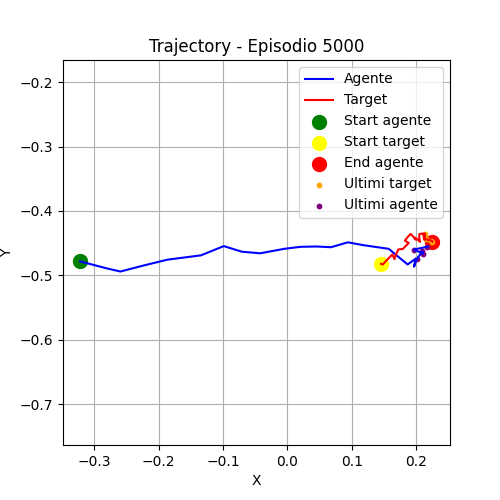 Trajectory - Episodio 5000
Agente
Target
Start agente
Start target
End agente
Ultimi target
Ultimi agente
Y
−0.2
−0.3
−0.4
−0.5
−0.6
−0.7
−0.3 −0.2 −0.1 0.0 0.1 0.2
X